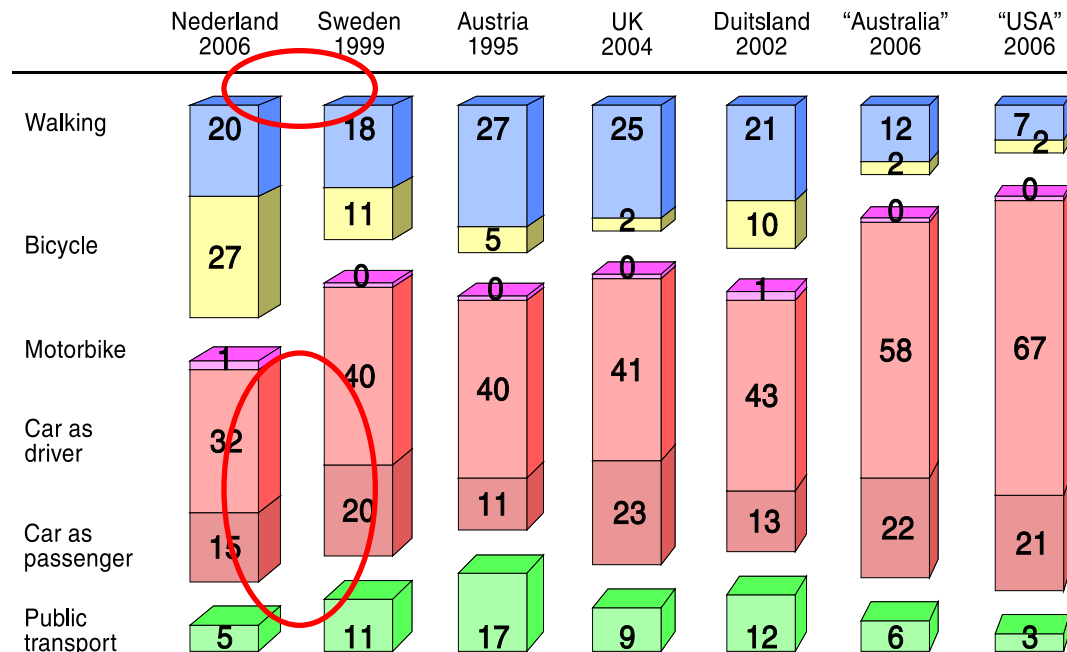 Nederland Sweden Austria UK Duitsland “Australia” “USA”
2006 1999 1995 2004 2002 2006 2006
Walking 20 18 27 25 21 12 7
Bicycle 27 11 5 2 10 2 2
Motorbike 1 0 0 0 1 0 0
Car as
driver 32 40 40 41 43 58 67
Car as
passenger 15 20 11 23 13 22 21
Public
transport 5 11 17 9 12 6 3